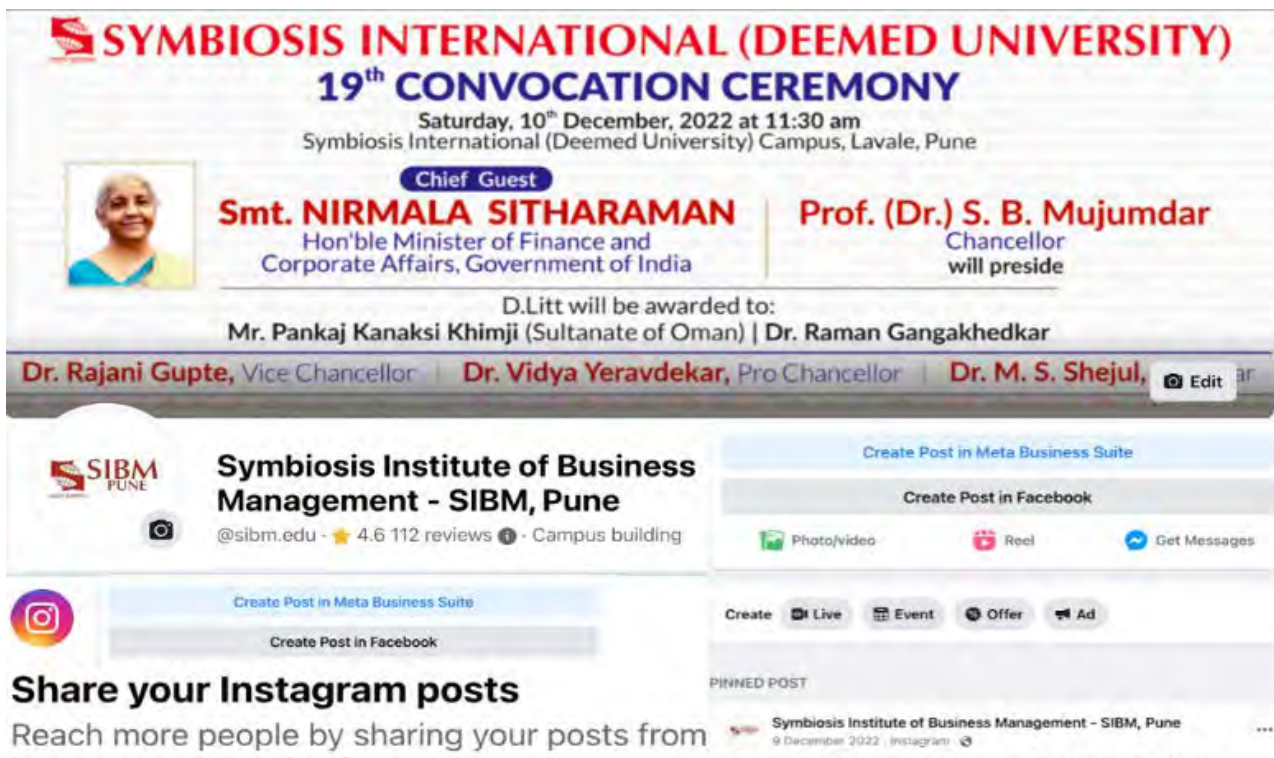 SYMBIOSIS INTERNATIONAL (DEEMED UNIVERSITY)
19th CONVOCATION CEREMONY
Saturday, 10th December, 2022 at 11:30 am
Symbiosis International (Deemed University) Campus, Lavale, Pune
Chief Guest
Smt. NIRMALA SITHARAMAN
Hon'ble Minister of Finance and
Corporate Affairs, Government of India
Prof. (Dr.) S. B. Mujumdar
Chancellor
will preside
D.Litt will be awarded to:
Mr. Pankaj Kanaksi Khimji (Sultanate of Oman) | Dr. Raman Gangakhedkar
Dr. Rajani Gupte, Vice Chancellor | Dr. Vidya Yeravdekar, Pro Chancellor | Dr. M. S. Shejul,
Edit
SIBM
PUNE
Symbiosis Institute of Business
Management - SIBM, Pune
@sibm.edu · 4.6 112 reviews · Campus building
Create Post in Meta Business Suite
Create Post in Facebook
Share your Instagram posts
Reach more people by sharing your posts from
Create Post in Meta Business Suite
Create Post in Facebook
Photo/video Reel Get Messages
Create Live Event Offer Ad
PINNED POST
Symbiosis Institute of Business Management - SIBM, Pune
9 December 2022 · Instagram ·